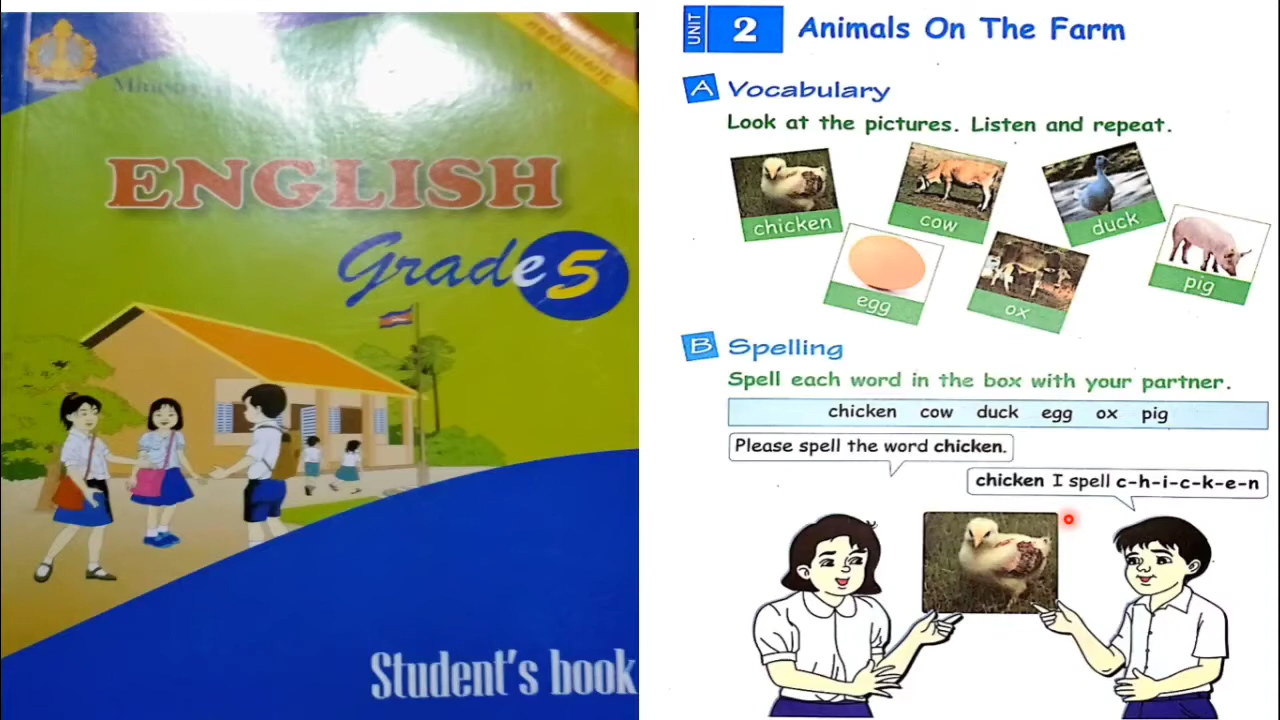 ENGLISH
Grade 5
Student's book
UNIT 2 Animals On The Farm
A Vocabulary
Look at the pictures. Listen and repeat.
chicken
cow
duck
egg
ox
pig
B Spelling
Spell each word in the box with your partner.
chicken cow duck egg ox pig
Please spell the word chicken.
chicken I spell c-h-i-c-k-e-n